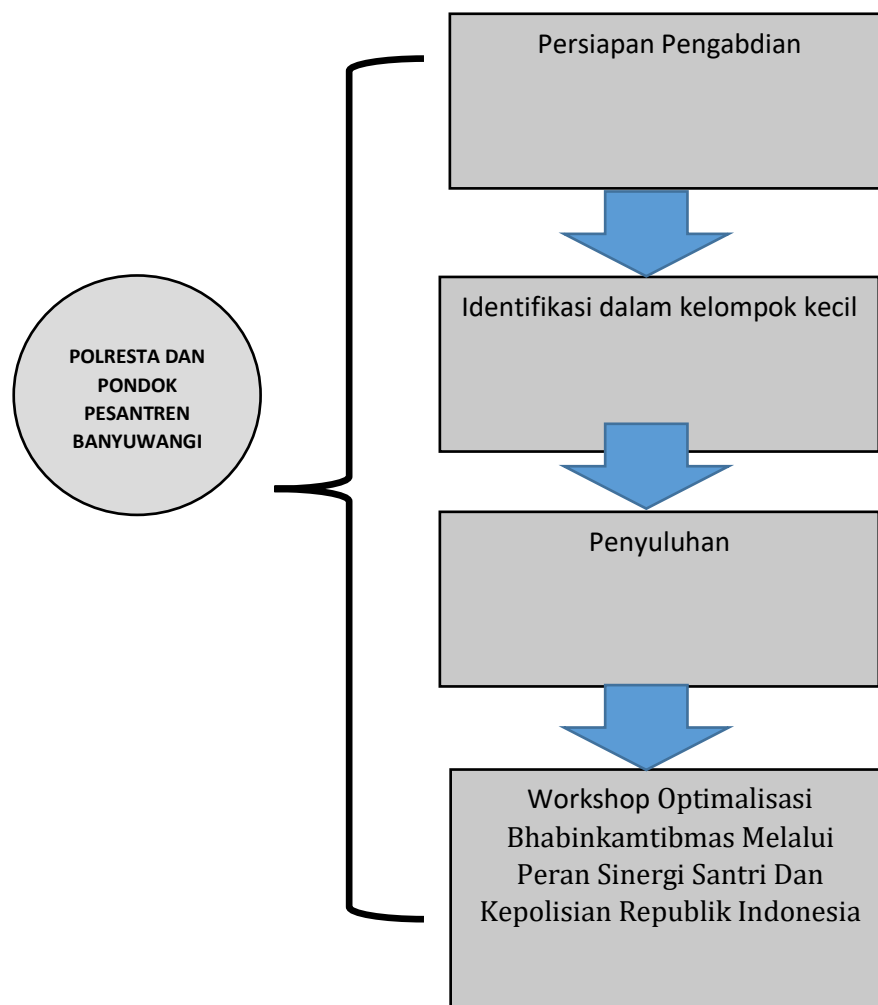 Persiapan Pengabdian
Identifikasi dalam kelompok kecil
POLRESTA DAN
PONDOK
PESANTREN
BANYUWANGI
Penyuluhan
Workshop Optimalisasi
Bhabinkamtibmas Melalui
Peran Sinergi Santri Dan
Kepolisian Republik Indonesia